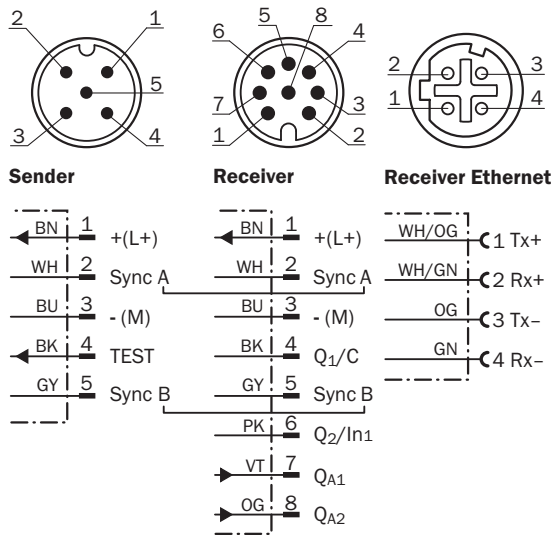 2 1
5
3 4
Sender
5 8
6 4
7 3
1 2
Receiver
2 3
1 4
Receiver Ethernet
BN 1 +(L+)
WH 2 Sync A
BU 3 - (M)
BK 4 TEST
GY 5 Sync B
BN 1 +(L+)
WH 2 Sync A
BU 3 - (M)
BK 4 Q1/C
GY 5 Sync B
PK 6 Q2/In1
VT 7 QA1
OG 8 QA2
WH/OG 1 Tx+
WH/GN 2 Rx+
OG 3 Tx–
GN 4 Rx–